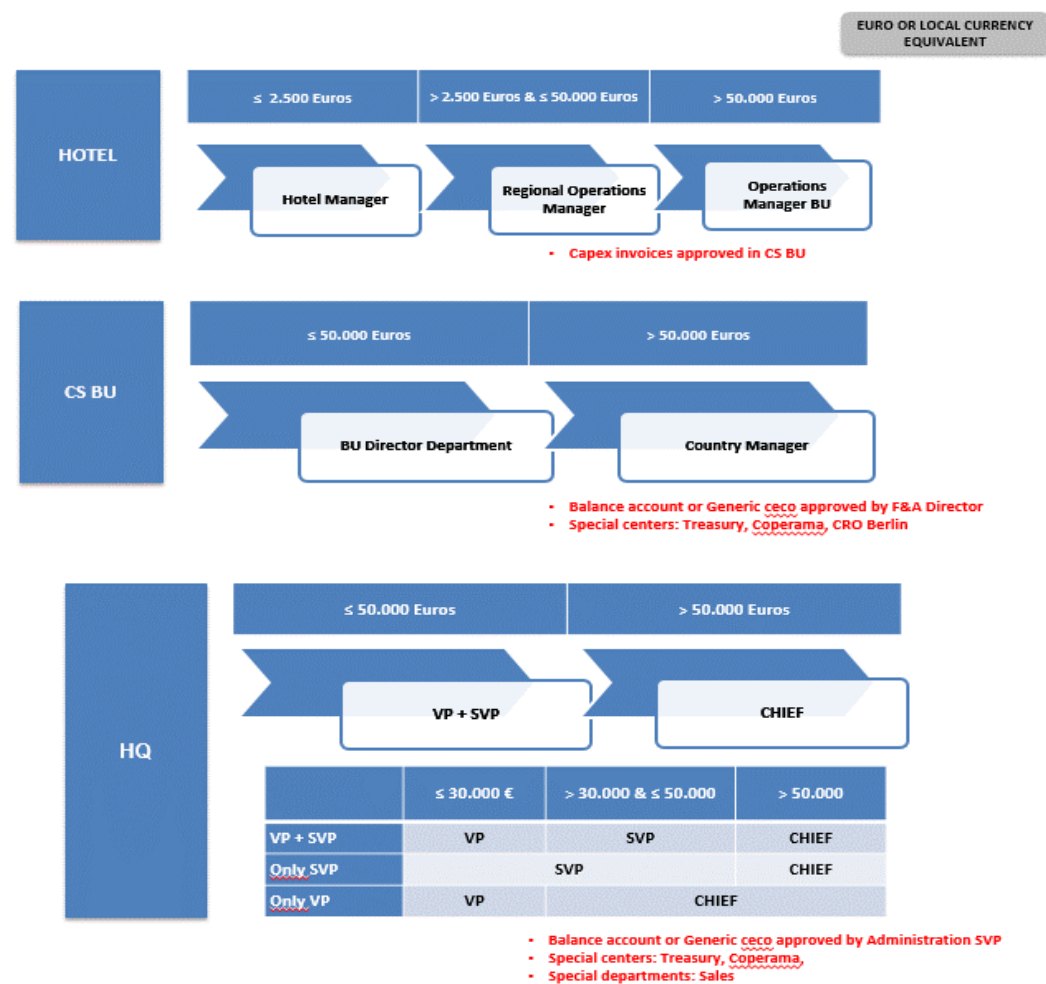 EURO OR LOCAL CURRENCY
EQUIVALENT
HOTEL
≤ 2.500 Euros
> 2.500 Euros & ≤ 50.000 Euros
> 50.000 Euros
Hotel Manager
Regional Operations
Manager
Operations
Manager BU
• Capex invoices approved in CS BU
CS BU
≤ 50.000 Euros
> 50.000 Euros
BU Director Department
Country Manager
• Balance account or Generic ceco approved by F&A Director
• Special centers: Treasury, Coperama, CRO Berlin
HQ
≤ 50.000 Euros
> 50.000 Euros
VP + SVP
CHIEF
≤ 30.000 €
> 30.000 & ≤ 50.000
> 50.000
VP + SVP
VP
SVP
CHIEF
Only SVP
SVP
CHIEF
Only VP
VP
CHIEF
• Balance account or Generic ceco approved by Administration SVP
• Special centers: Treasury, Coperama,
• Special departments: Sales